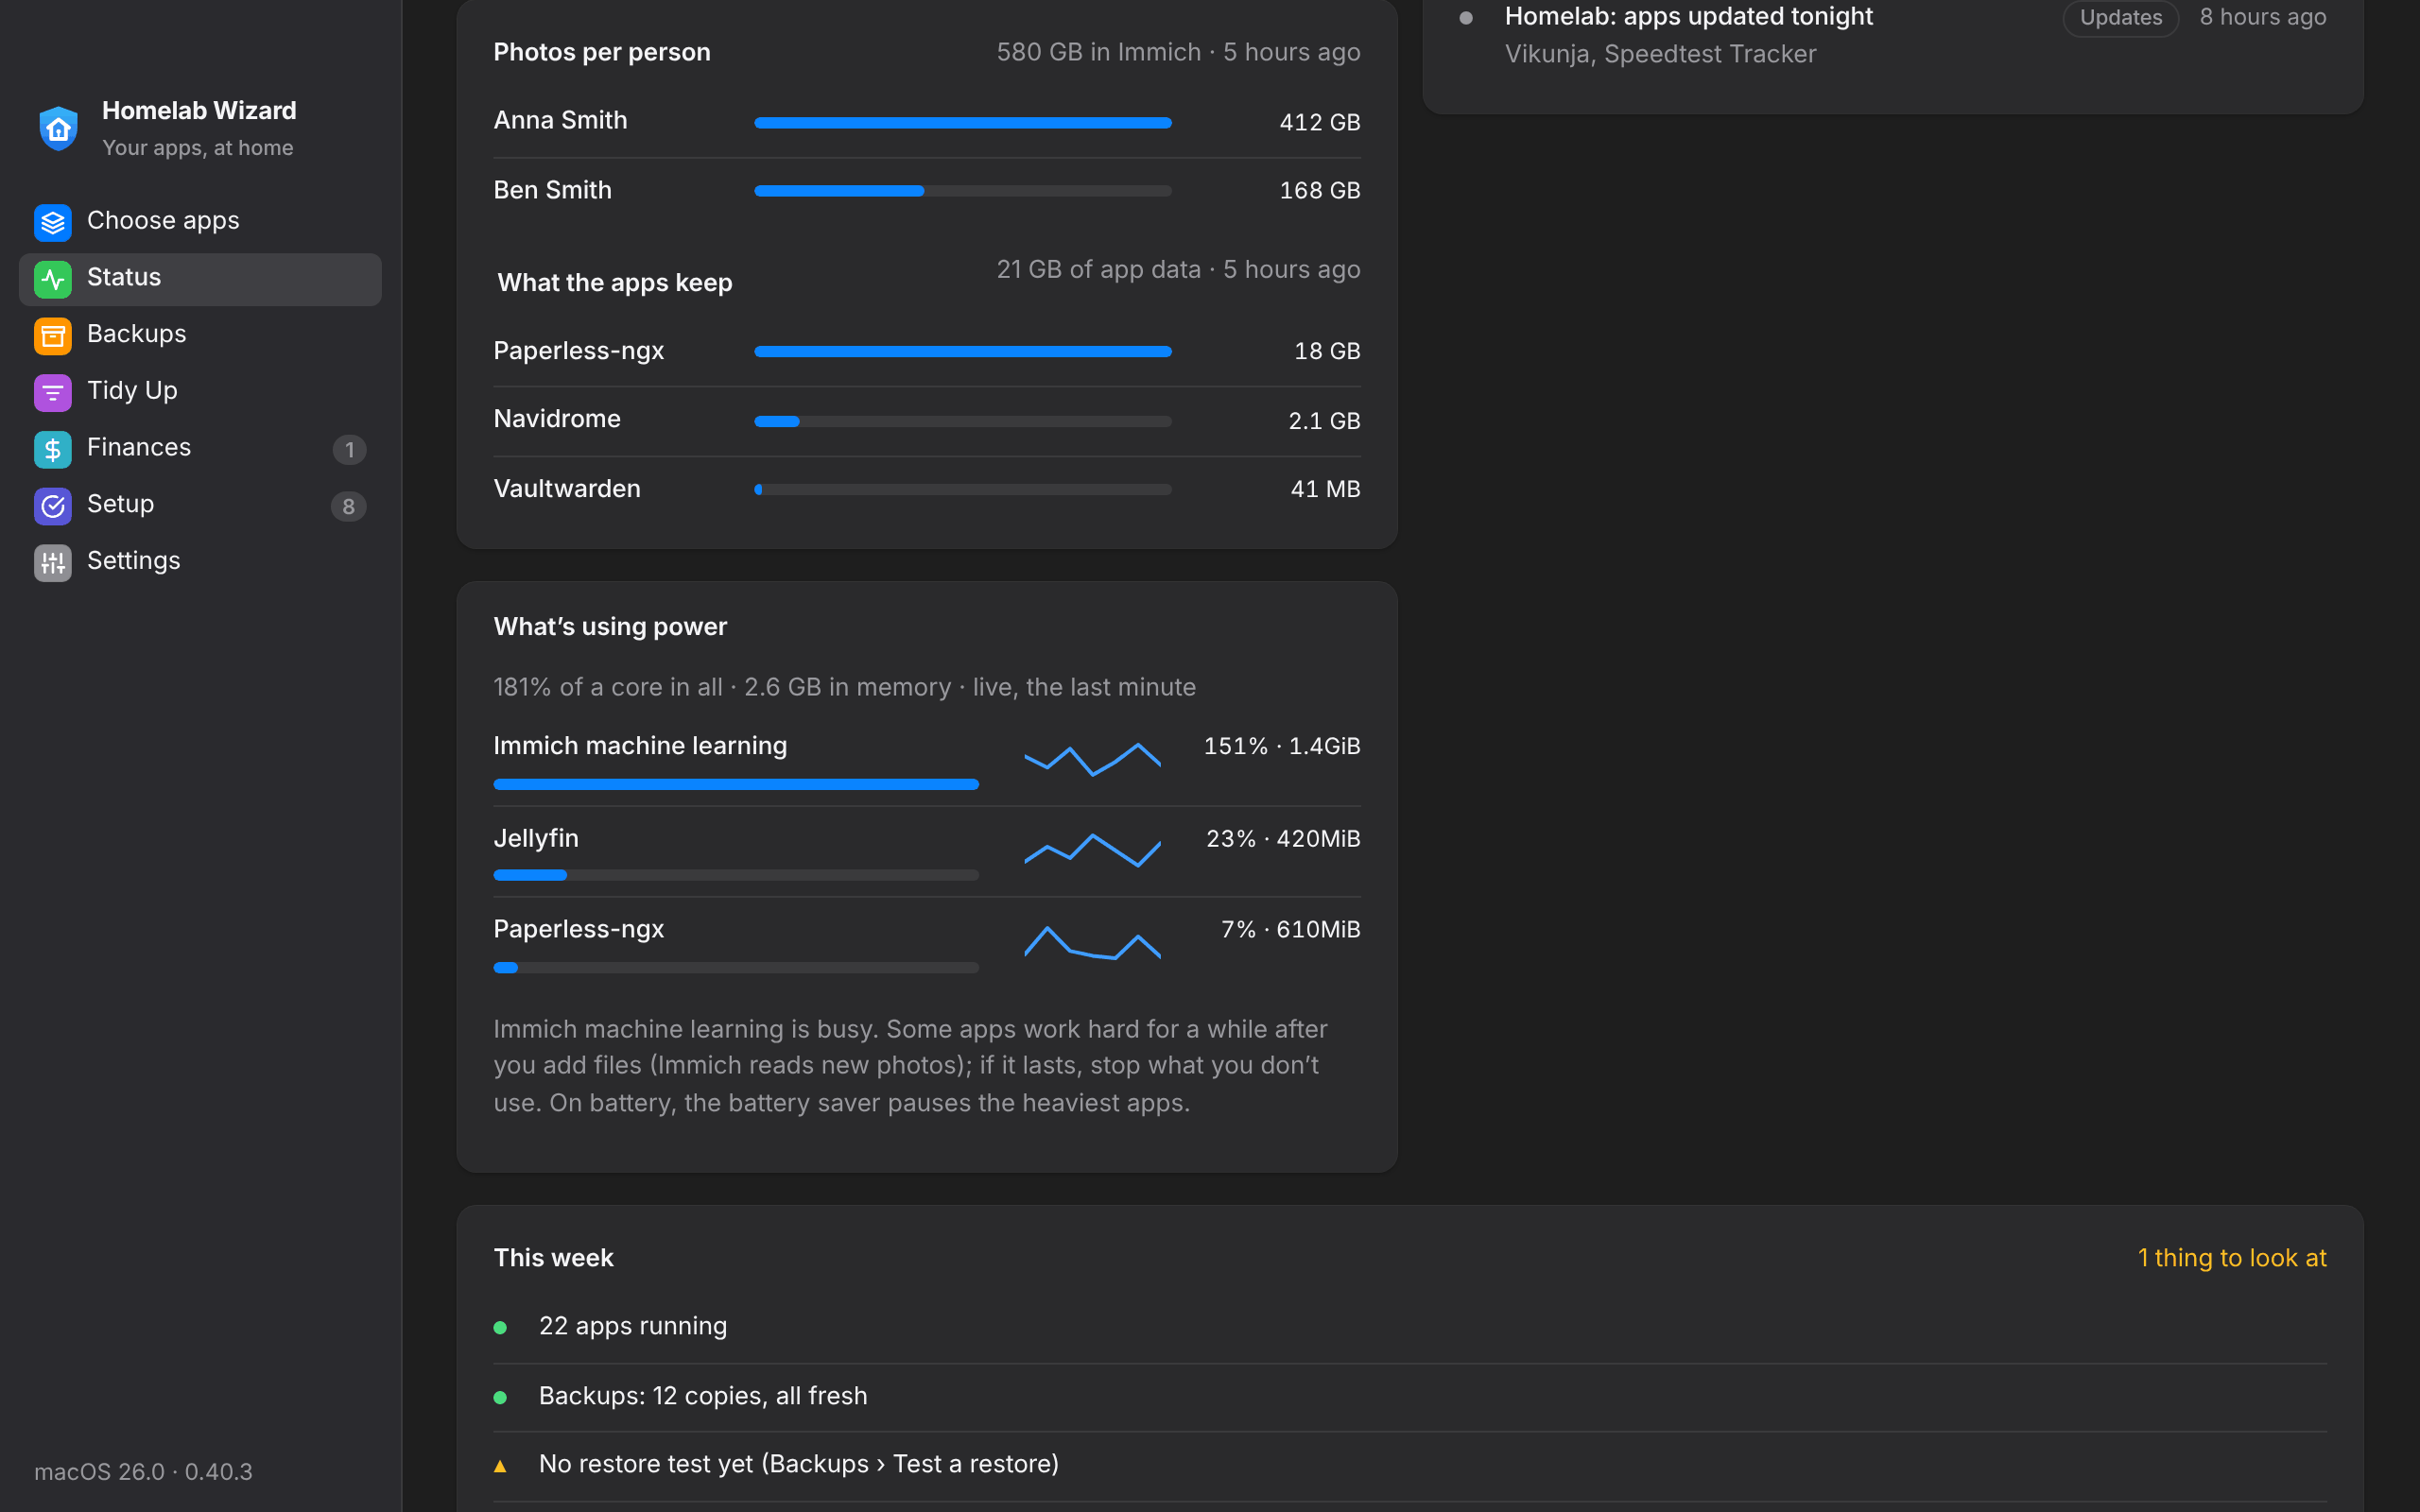 Homelab Wizard
Your apps, at home
Choose apps
Status
Backups
Tidy Up
Finances 1
Setup 8
Settings
macOS 26.0 · 0.40.3
Photos per person 580 GB in Immich · 5 hours ago
Anna Smith 412 GB
Ben Smith 168 GB
What the apps keep 21 GB of app data · 5 hours ago
Paperless-ngx 18 GB
Navidrome 2.1 GB
Vaultwarden 41 MB
Homelab: apps updated tonight Updates 8 hours ago
Vikunja, Speedtest Tracker
What’s using power
181% of a core in all · 2.6 GB in memory · live, the last minute
Immich machine learning 151% · 1.4GiB
Jellyfin 23% · 420MiB
Paperless-ngx 7% · 610MiB
Immich machine learning is busy. Some apps work hard for a while after
you add files (Immich reads new photos); if it lasts, stop what you don’t
use. On battery, the battery saver pauses the heaviest apps.
This week 1 thing to look at
22 apps running
Backups: 12 copies, all fresh
No restore test yet (Backups › Test a restore)